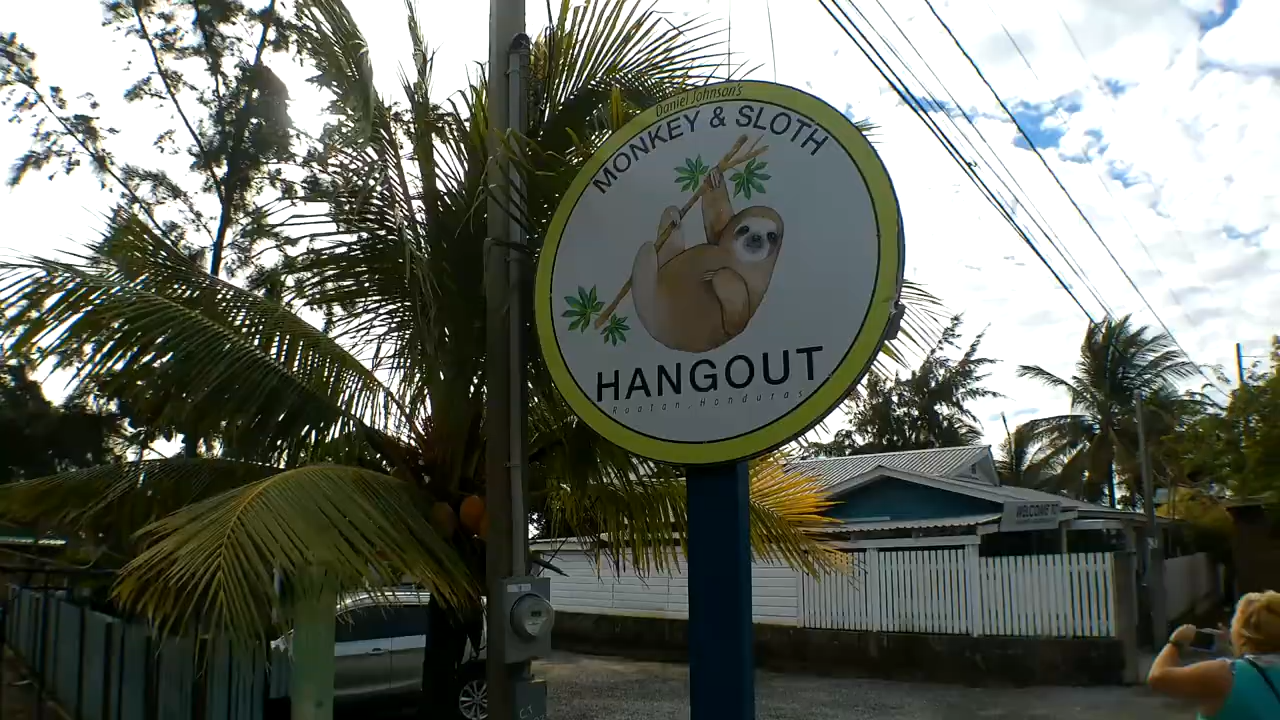 Daniel Johnson's
MONKEY & SLOTH
HANGOUT
Roatan, Honduras
WELCOME TO